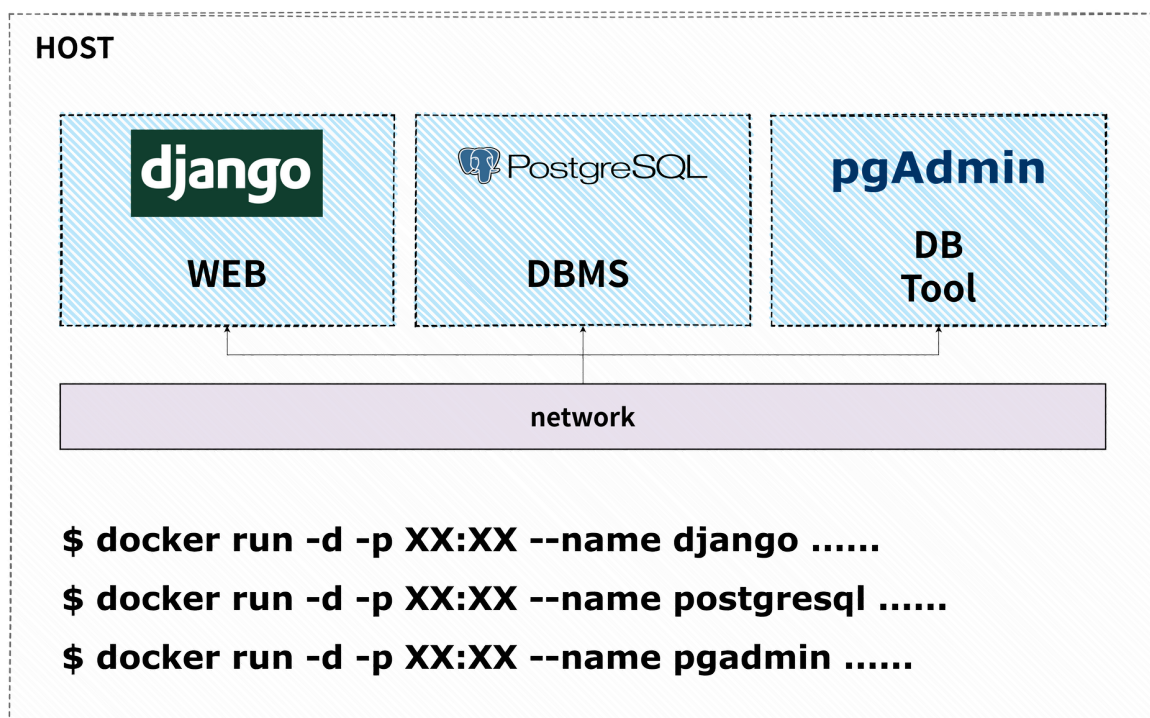 HOST
django
PostgreSQL
pgAdmin
WEB
DBMS
DB
Tool
network
$ docker run -d -p XX:XX --name django ......
$ docker run -d -p XX:XX --name postgresql ......
$ docker run -d -p XX:XX --name pgadmin ......